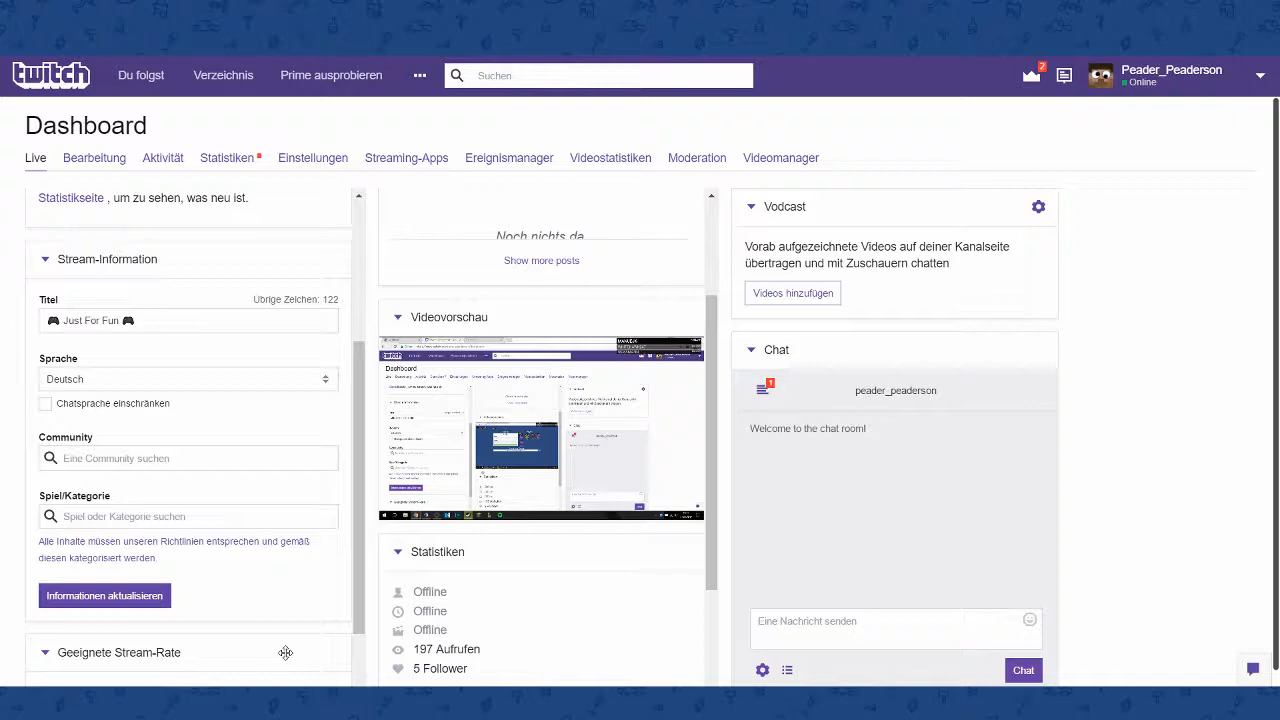 twitch
Du folgst
Verzeichnis
Prime ausprobieren
Suchen
2
Peader_Peaderson
Online
Dashboard
Live
Bearbeitung
Aktivität
Statistiken
Einstellungen
Streaming-Apps
Ereignismanager
Videostatistiken
Moderation
Videomanager
Statistikseite , um zu sehen, was neu ist.
Stream-Information
Titel
Übrige Zeichen: 122
🎮 Just For Fun 🎮
Sprache
Deutsch
Chatsprache einschränken
Community
Eine Community suchen
Spiel/Kategorie
Spiel oder Kategorie suchen
Alle Inhalte müssen unseren Richtlinien entsprechen und gemäß
diesen kategorisiert werden.
Informationen aktualisieren
Geeignete Stream-Rate
Noch nichts da
Show more posts
Videovorschau
Dashboard
Statistiken
Offline
Offline
Offline
197 Aufrufen
5 Follower
Vodcast
Vorab aufgezeichnete Videos auf deiner Kanalseite
übertragen und mit Zuschauern chatten
Videos hinzufügen
Chat
1
peader_peaderson
Welcome to the chat room!
Eine Nachricht senden
Chat